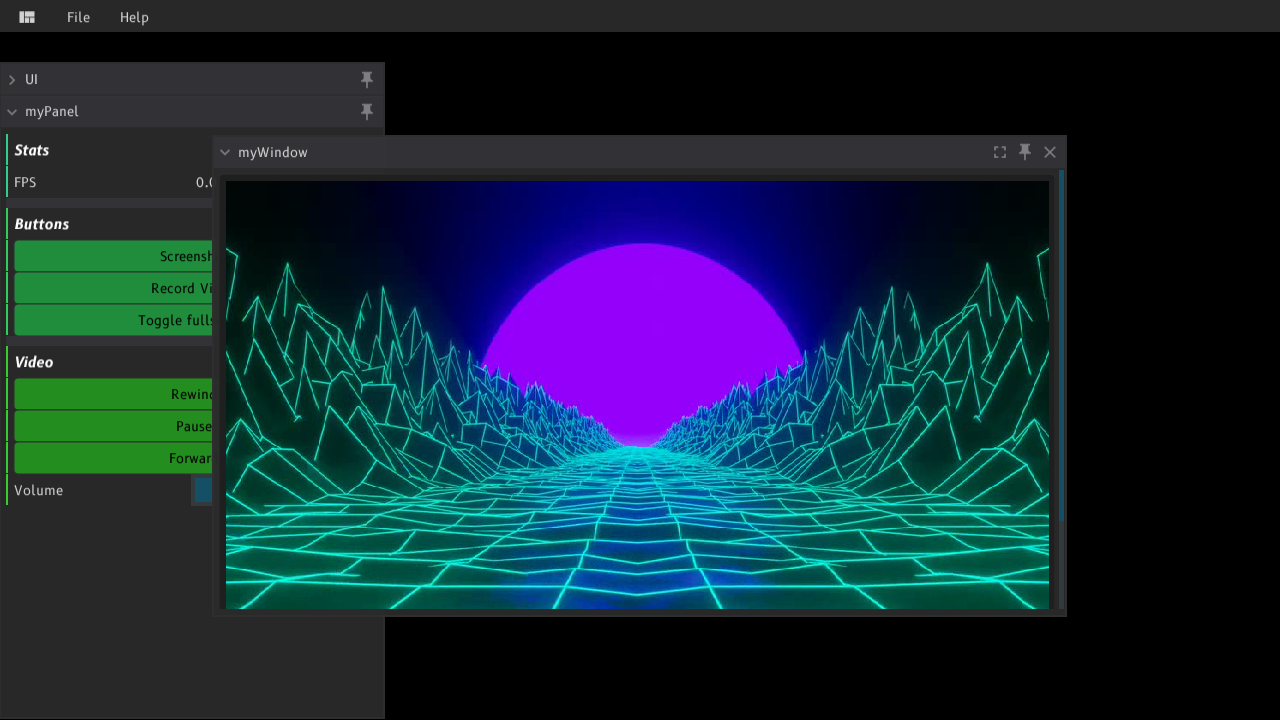 File Help
UI
myPanel
myWindow
Stats
FPS 0.0
Buttons
Screensh
Record Vi
Toggle fulls
Video
Rewind
Pause
Forwar
Volume